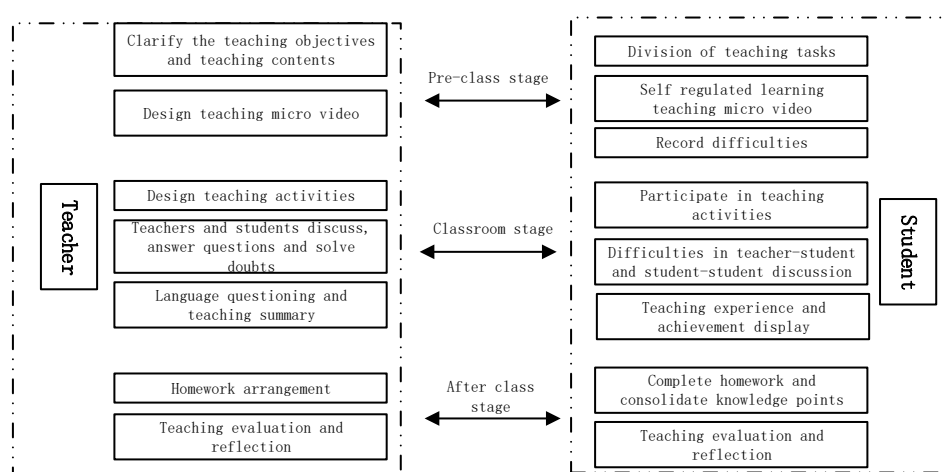 Clarify the teaching objectives
and teaching contents
Design teaching micro video
Teacher
Design teaching activities
Teachers and students discuss,
answer questions and solve
doubts
Language questioning and
teaching summary
Homework arrangement
Teaching evaluation and
reflection
Pre-class stage
Classroom stage
After class
stage
Division of teaching tasks
Self regulated learning
teaching micro video
Record difficulties
Participate in teaching
activities
Difficulties in teacher-student
and student-student discussion
Teaching experience and
achievement display
Student
Complete homework and
consolidate knowledge points
Teaching evaluation and
reflection